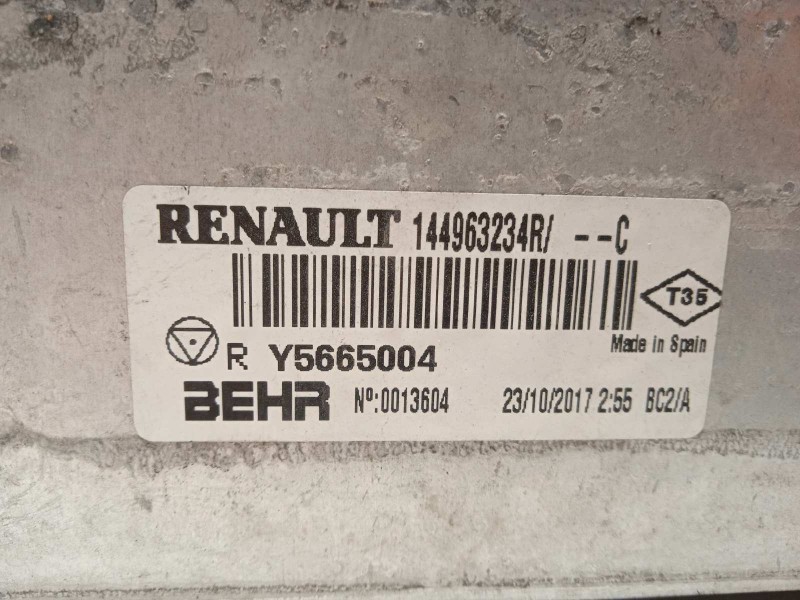 RENAULT 144963234R/ --C
T35
Made in Spain
R Y5665004
BEHR Nº:0013604 23/10/2017 2:55 BC2/A